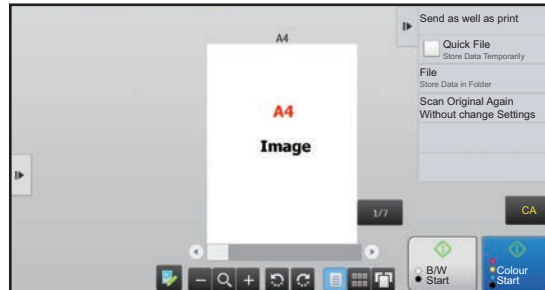 A4
A4
Image
1/7
Send as well as print
Quick File
Store Data Temporarily
File
Store Data in Folder
Scan Original Again
Without change Settings
CA
B/W
Start
Colour
Start